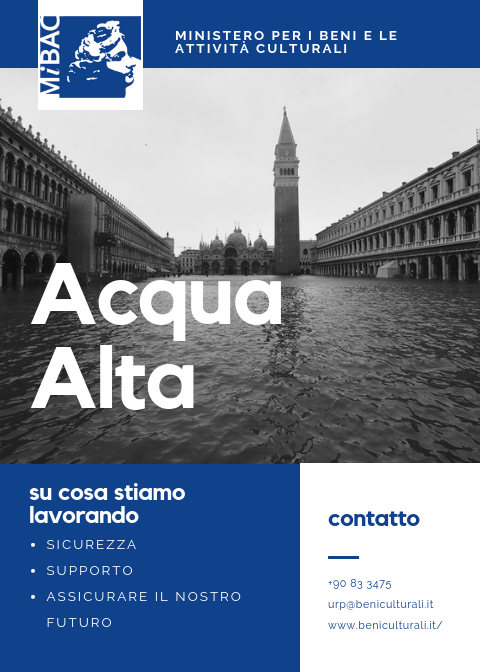 MiBAC
MINISTERO PER I BENI E LE
ATTIVITÀ CULTURALI
Acqua
Alta
su cosa stiamo
lavorando
• SICUREZZA
• SUPPORTO
• ASSICURARE IL NOSTRO
FUTURO
contatto
+90 83 3475
urp@beniculturali.it
www.beniculturali.it/